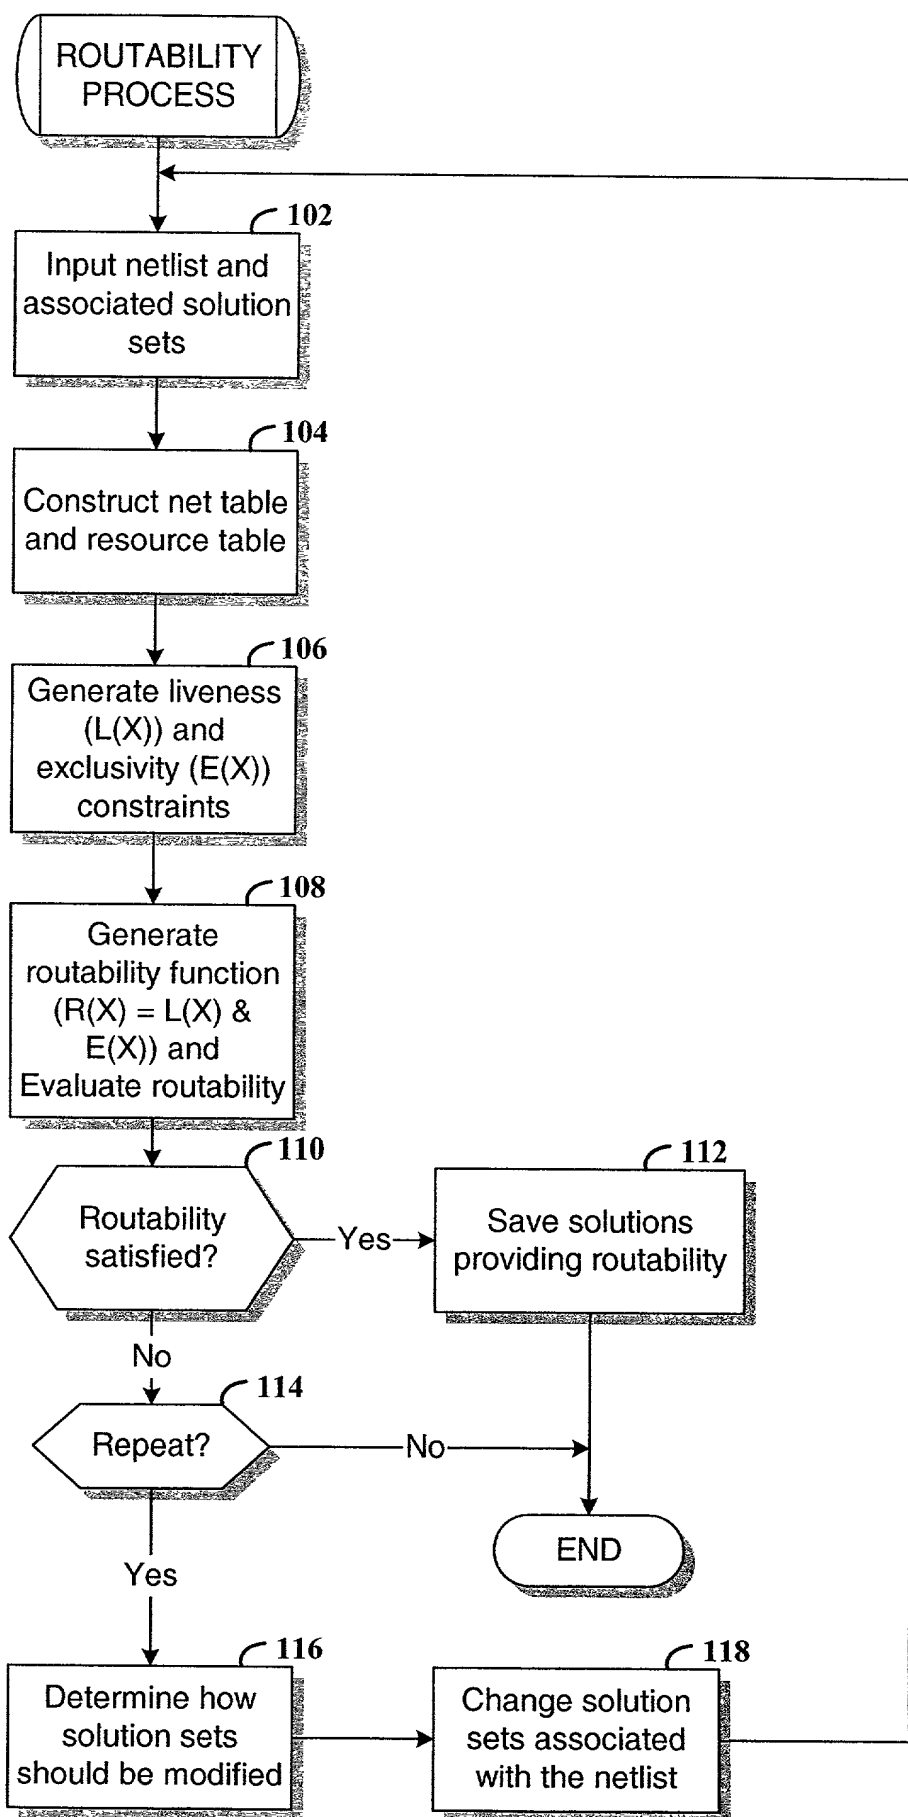 ROUTABILITY
PROCESS
102
Input netlist and
associated solution
sets
104
Construct net table
and resource table
106
Generate liveness
(L(X)) and
exclusivity (E(X))
constraints
108
Generate
routability function
(R(X) = L(X) &
E(X)) and
Evaluate routability
110
Routability
satisfied?
Yes
112
Save solutions
providing routability
No
114
Repeat?
No
END
Yes
116
Determine how
solution sets
should be modified
118
Change solution
sets associated
with the netlist